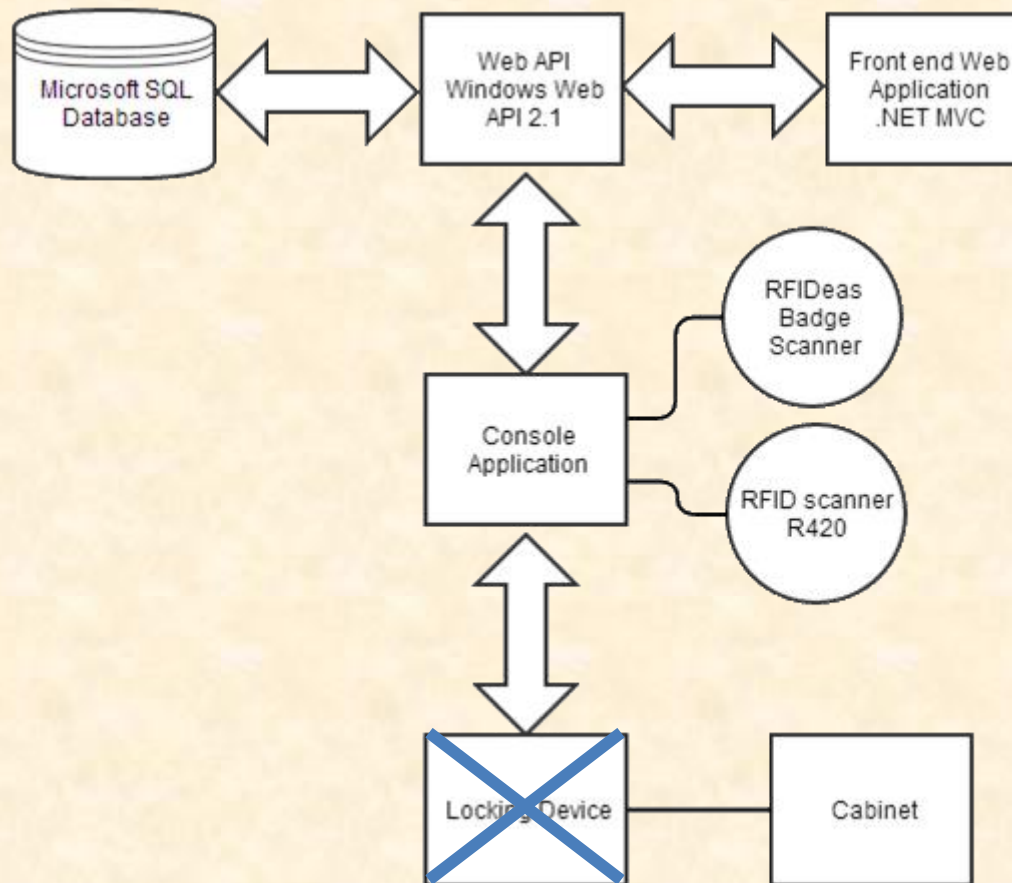 Microsoft SQL
Database
Web API
Windows Web
API 2.1
Front end Web
Application
.NET MVC
RFIDeas
Badge
Scanner
Console
Application
RFID scanner
R420
Locking Device
Cabinet